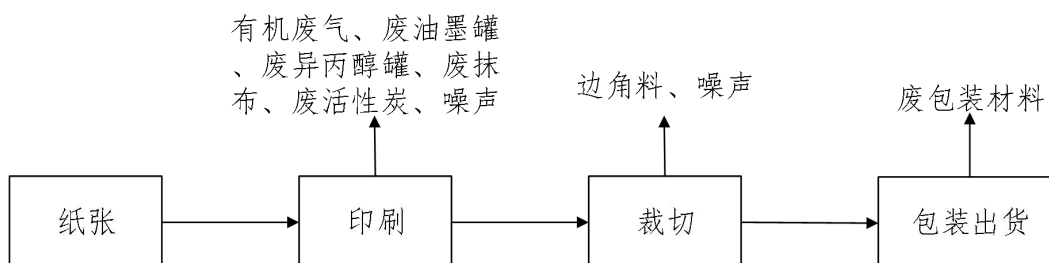 有机废气、废油墨罐
、废异丙醇罐、废抹
布、废活性炭、噪声
边角料、噪声
废包装材料
纸张
印刷
裁切
包装出货